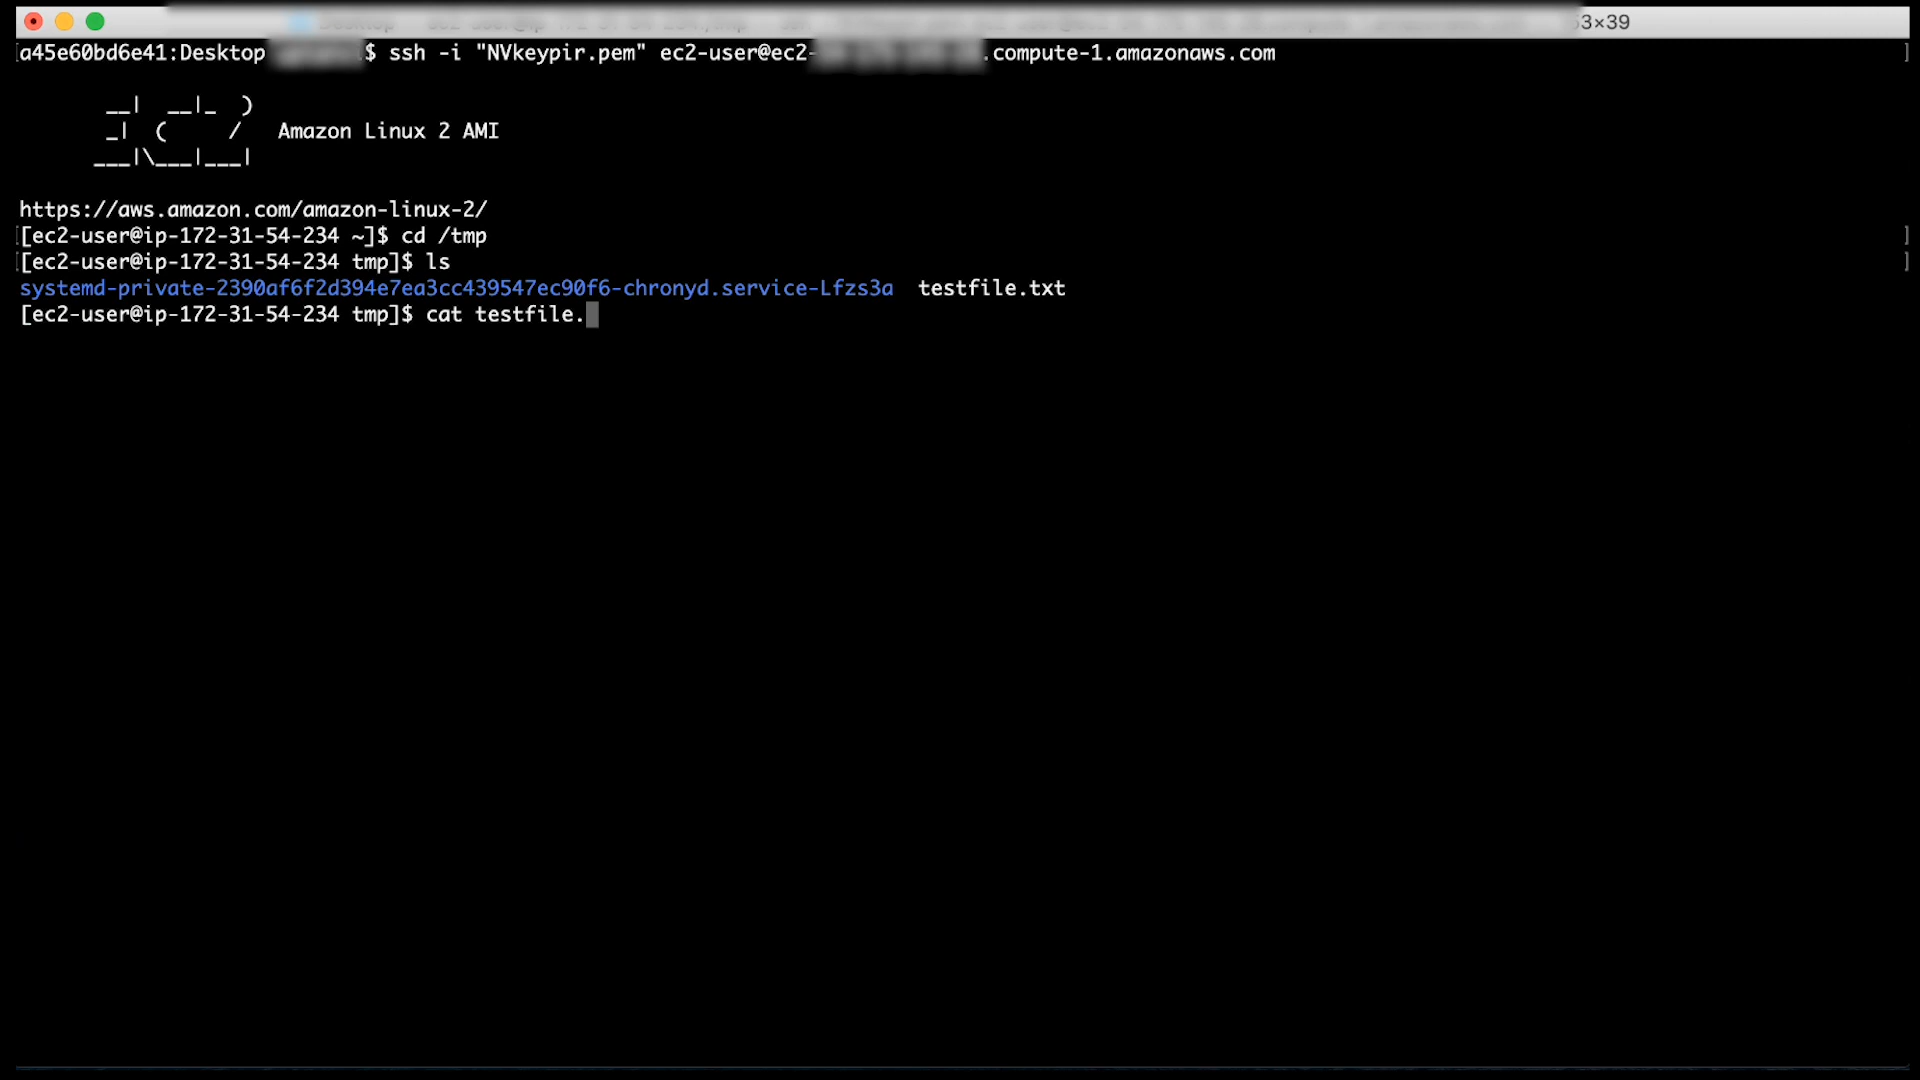 a45e60bd6e41:Desktop $ ssh -i "NVkeypir.pem" ec2-user@ec2- .compute-1.amazonaws.com
__|  __|_  )
_|  (     /   Amazon Linux 2 AMI
___|\___|___|
https://aws.amazon.com/amazon-linux-2/
[ec2-user@ip-172-31-54-234 ~]$ cd /tmp
[ec2-user@ip-172-31-54-234 tmp]$ ls
systemd-private-2390af6f2d394e7ea3cc439547ec90f6-chronyd.service-Lfzs3a  testfile.txt
[ec2-user@ip-172-31-54-234 tmp]$ cat testfile.